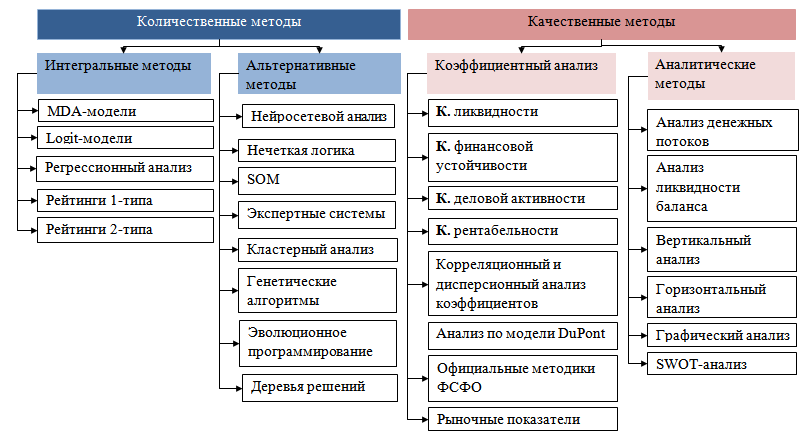 Количественные методы
Качественные методы
Интегральные методы
MDA-модели
Logit-модели
Регрессионный анализ
Рейтинги 1-типа
Рейтинги 2-типа
Альтернативные
методы
Нейросетевой анализ
Нечеткая логика
SOM
Экспертные системы
Кластерный анализ
Генетические
алгоритмы
Эволюционное
программирование
Деревья решений
Коэффициентный анализ
К. ликвидности
К. финансовой
устойчивости
К. деловой активности
К. рентабельности
Корреляционный и
дисперсионный анализ
коэффициентов
Анализ по модели DuPont
Официальные методики
ФСФО
Рыночные показатели
Аналитические
методы
Анализ денежных
потоков
Анализ
ликвидности
баланса
Вертикальный
анализ
Горизонтальный
анализ
Графический анализ
SWOT-анализ